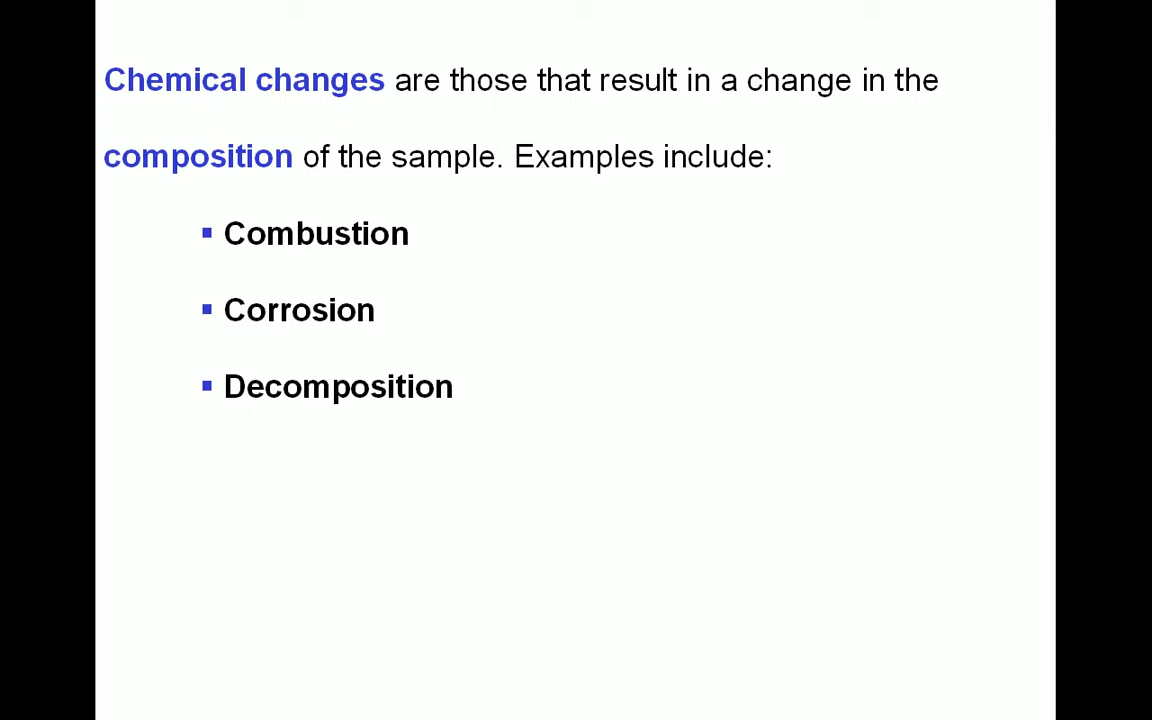 Chemical changes are those that result in a change in the
composition of the sample. Examples include:
▪ Combustion
▪ Corrosion
▪ Decomposition